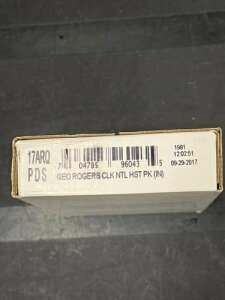 17ARQ
PDS
7 04785 96043 5
GEO ROGERS CLK NTL HST PK (IN)
1981
12:02:51
09-29-2017